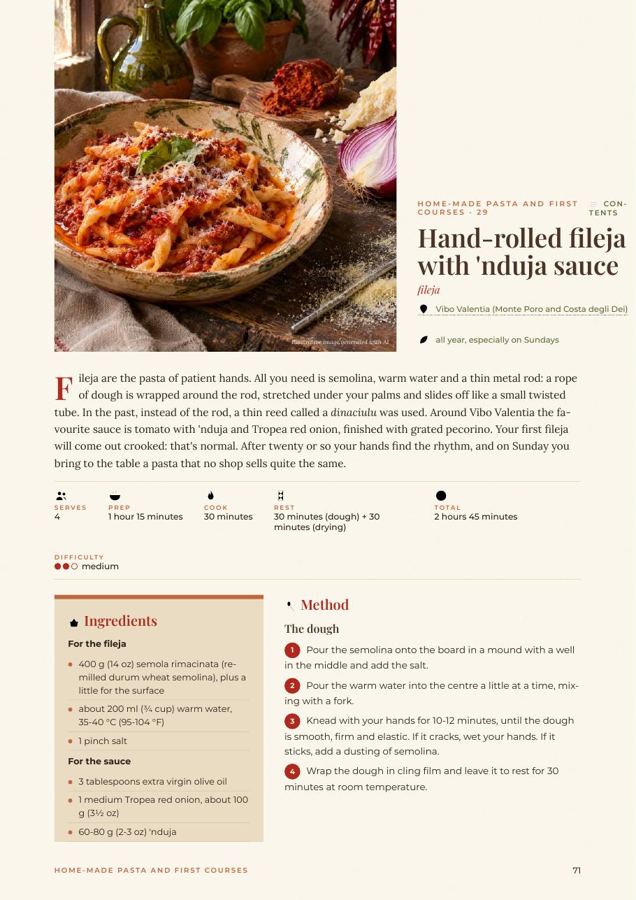 Illustrative image generated with AI
HOME-MADE PASTA AND FIRST
COURSES · 29
CON-
TENTS
Hand-rolled fileja
with 'nduja sauce
fileja
Vibo Valentia (Monte Poro and Costa degli Dei)
all year, especially on Sundays
Fileja are the pasta of patient hands. All you need is semolina, warm water and a thin metal rod: a rope
of dough is wrapped around the rod, stretched under your palms and slides off like a small twisted
tube. In the past, instead of the rod, a thin reed called a dinaciulu was used. Around Vibo Valentia the fa-
vourite sauce is tomato with 'nduja and Tropea red onion, finished with grated pecorino. Your first fileja
will come out crooked: that's normal. After twenty or so your hands find the rhythm, and on Sunday you
bring to the table a pasta that no shop sells quite the same.
SERVES
4
PREP
1 hour 15 minutes
COOK
30 minutes
REST
30 minutes (dough) + 30
minutes (drying)
TOTAL
2 hours 45 minutes
DIFFICULTY
medium
Ingredients
For the fileja
400 g (14 oz) semola rimacinata (re-
milled durum wheat semolina), plus a
little for the surface
about 200 ml (¾ cup) warm water,
35-40 °C (95-104 °F)
1 pinch salt
For the sauce
3 tablespoons extra virgin olive oil
1 medium Tropea red onion, about 100
g (3½ oz)
60-80 g (2-3 oz) 'nduja
Method
The dough
1 Pour the semolina onto the board in a mound with a well
in the middle and add the salt.
2 Pour the warm water into the centre a little at a time, mix-
ing with a fork.
3 Knead with your hands for 10-12 minutes, until the dough
is smooth, firm and elastic. If it cracks, wet your hands. If it
sticks, add a dusting of semolina.
4 Wrap the dough in cling film and leave it to rest for 30
minutes at room temperature.
HOME-MADE PASTA AND FIRST COURSES
71